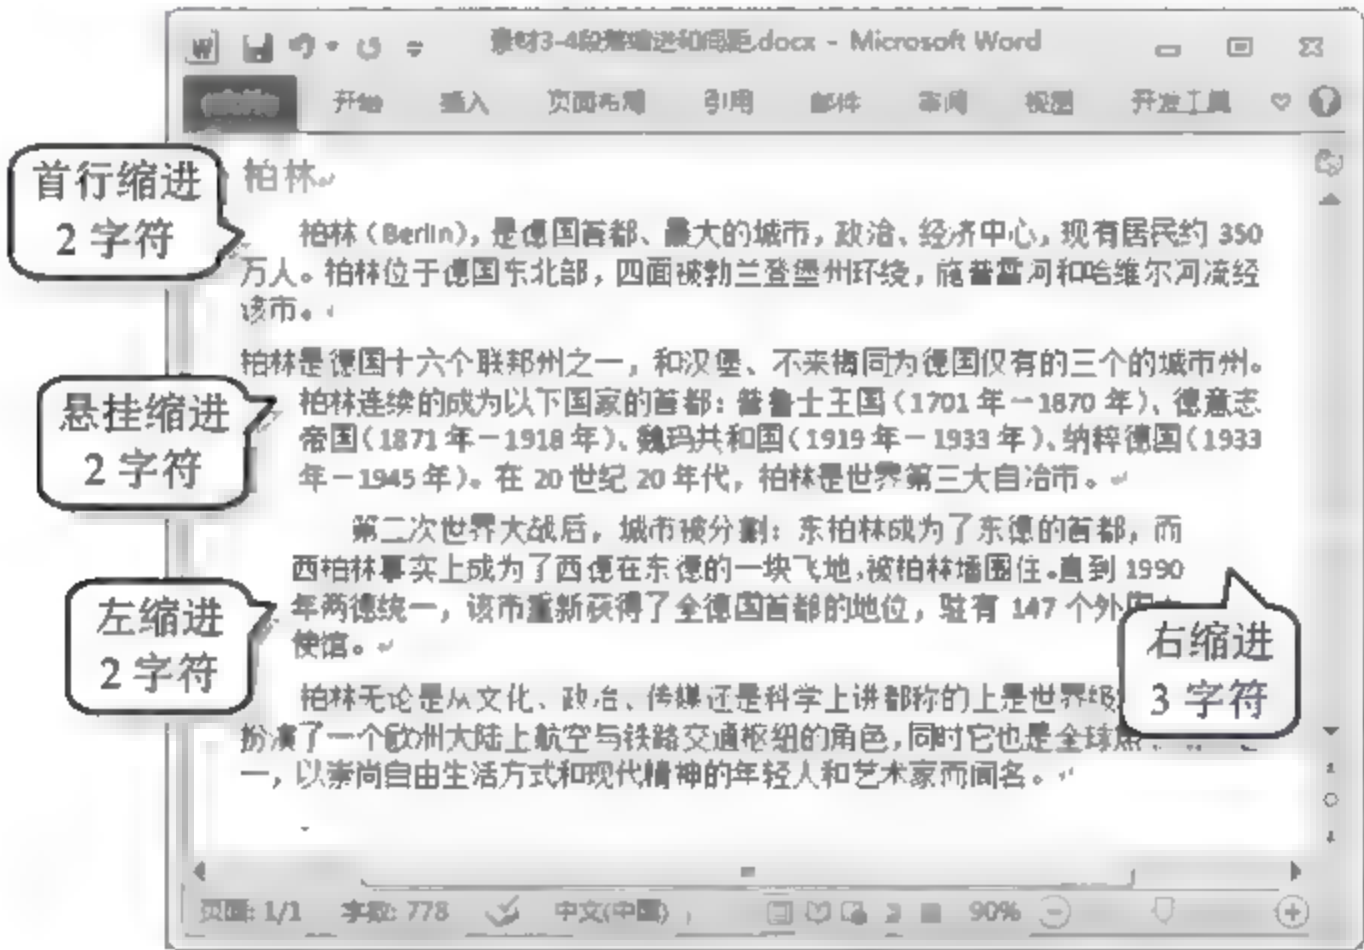 素材3-4段落缩进和间距.docx - Microsoft Word
开始 插入 页面布局 引用 邮件 审阅 视图 开发工具
首行缩进
2 字符
柏林
柏林（Berlin），是德国首都、最大的城市，政治、经济中心，现有居民约 350
万人。柏林位于德国东北部，四面被勃兰登堡州环绕，施普雷河和哈维尔河流经
该市。
柏林是德国十六个联邦州之一，和汉堡、不来梅同为德国仅有的三个的城市州。
悬挂缩进
2 字符
柏林连续的成为以下国家的首都：普鲁士王国（1701 年－1870 年）、德意志
帝国（1871 年－1918 年）、魏玛共和国（1919 年－1933 年）、纳粹德国（1933
年－1945 年）。在 20 世纪 20 年代，柏林是世界第三大自治市。
第二次世界大战后，城市被分割：东柏林成为了东德的首都，而
西柏林事实上成为了西德在东德的一块飞地，被柏林墙围住。直到 1990
年两德统一，该市重新获得了全德国首都的地位，驻有 147 个外国
使馆。
左缩进
2 字符
右缩进
3 字符
柏林无论是从文化、政治、传媒还是科学上讲都称的上是世界级
扮演了一个欧洲大陆上航空与铁路交通枢纽的角色，同时它也是全球
一，以崇尚自由生活方式和现代精神的年轻人和艺术家而闻名。
页面: 1/1 字数: 778 中文(中国) 90%